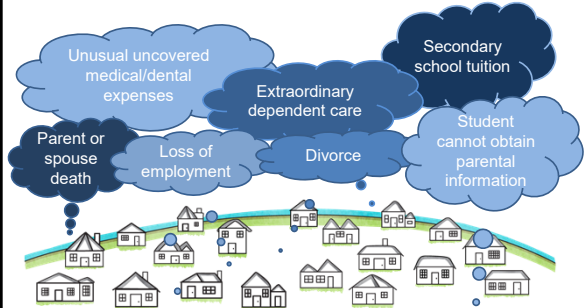 Unusual uncovered
medical/dental
expenses
Extraordinary
dependent care
Secondary
school tuition
Parent or
spouse
death
Loss of
employment
Divorce
Student
cannot obtain
parental
information